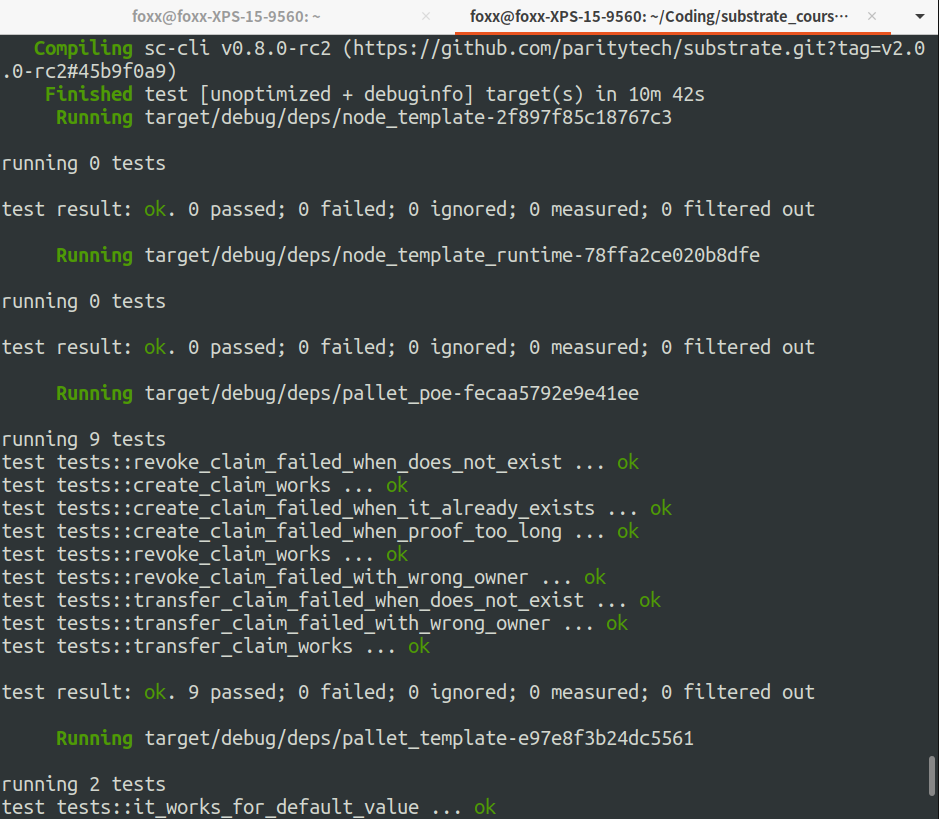 foxx@foxx-XPS-15-9560: ~ × foxx@foxx-XPS-15-9560: ~/Coding/substrate_cours··· ×
Compiling sc-cli v0.8.0-rc2 (https://github.com/paritytech/substrate.git?tag=v2.0
.0-rc2#45b9f0a9)
Finished test [unoptimized + debuginfo] target(s) in 10m 42s
Running target/debug/deps/node_template-2f897f85c18767c3
running 0 tests
test result: ok. 0 passed; 0 failed; 0 ignored; 0 measured; 0 filtered out
Running target/debug/deps/node_template_runtime-78ffa2ce020b8dfe
running 0 tests
test result: ok. 0 passed; 0 failed; 0 ignored; 0 measured; 0 filtered out
Running target/debug/deps/pallet_poe-fecaa5792e9e41ee
running 9 tests
test tests::revoke_claim_failed_when_does_not_exist ... ok
test tests::create_claim_works ... ok
test tests::create_claim_failed_when_it_already_exists ... ok
test tests::create_claim_failed_when_proof_too_long ... ok
test tests::revoke_claim_works ... ok
test tests::revoke_claim_failed_with_wrong_owner ... ok
test tests::transfer_claim_failed_when_does_not_exist ... ok
test tests::transfer_claim_failed_with_wrong_owner ... ok
test tests::transfer_claim_works ... ok
test result: ok. 9 passed; 0 failed; 0 ignored; 0 measured; 0 filtered out
Running target/debug/deps/pallet_template-e97e8f3b24dc5561
running 2 tests
test tests::it_works_for_default_value ... ok